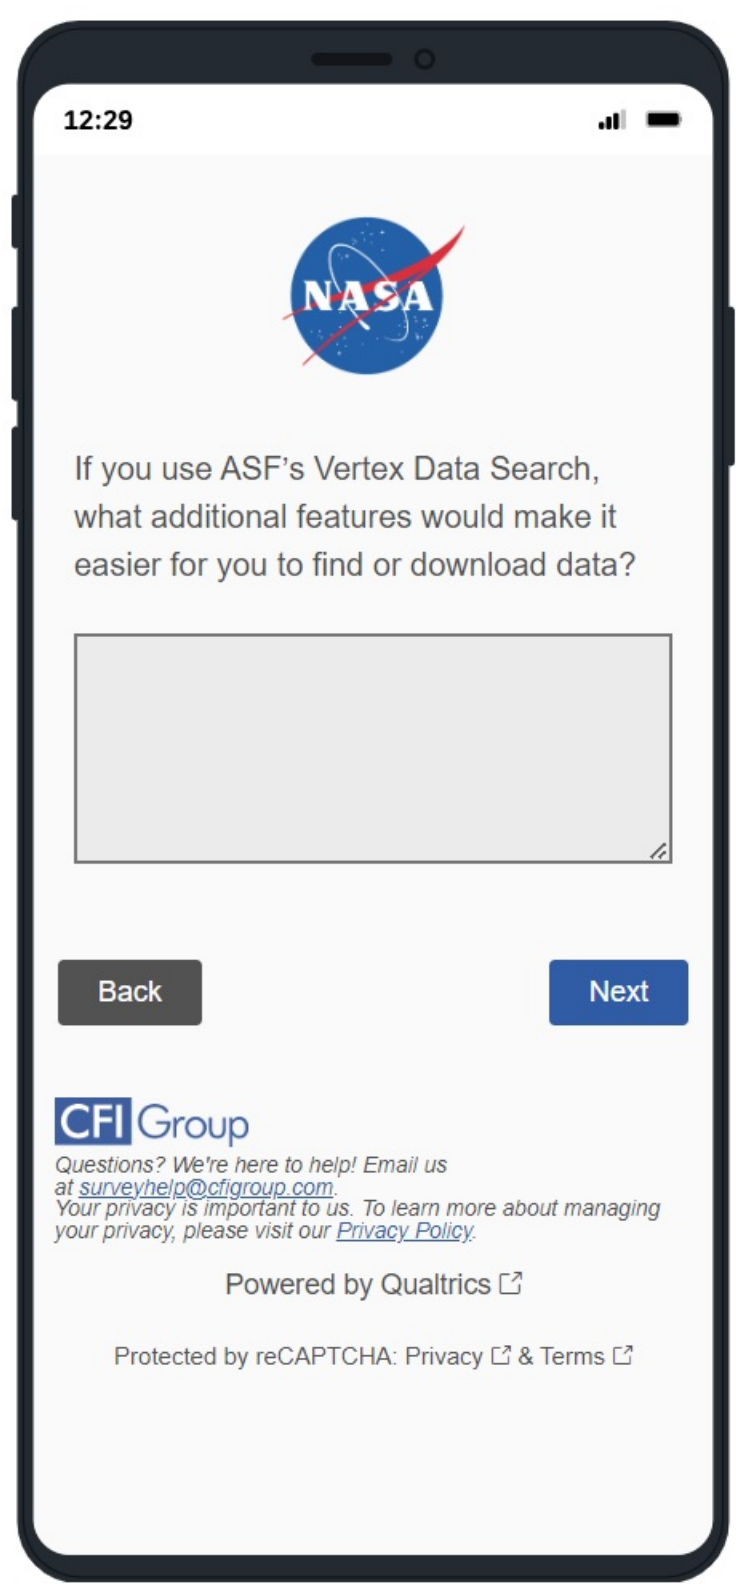 12:29
NASA
If you use ASF’s Vertex Data Search,
what additional features would make it
easier for you to find or download data?
Back
Next
CFI Group
Questions? We're here to help! Email us
at surveyhelp@cfigroup.com.
Your privacy is important to us. To learn more about managing
your privacy, please visit our Privacy Policy.
Powered by Qualtrics
Protected by reCAPTCHA: Privacy & Terms